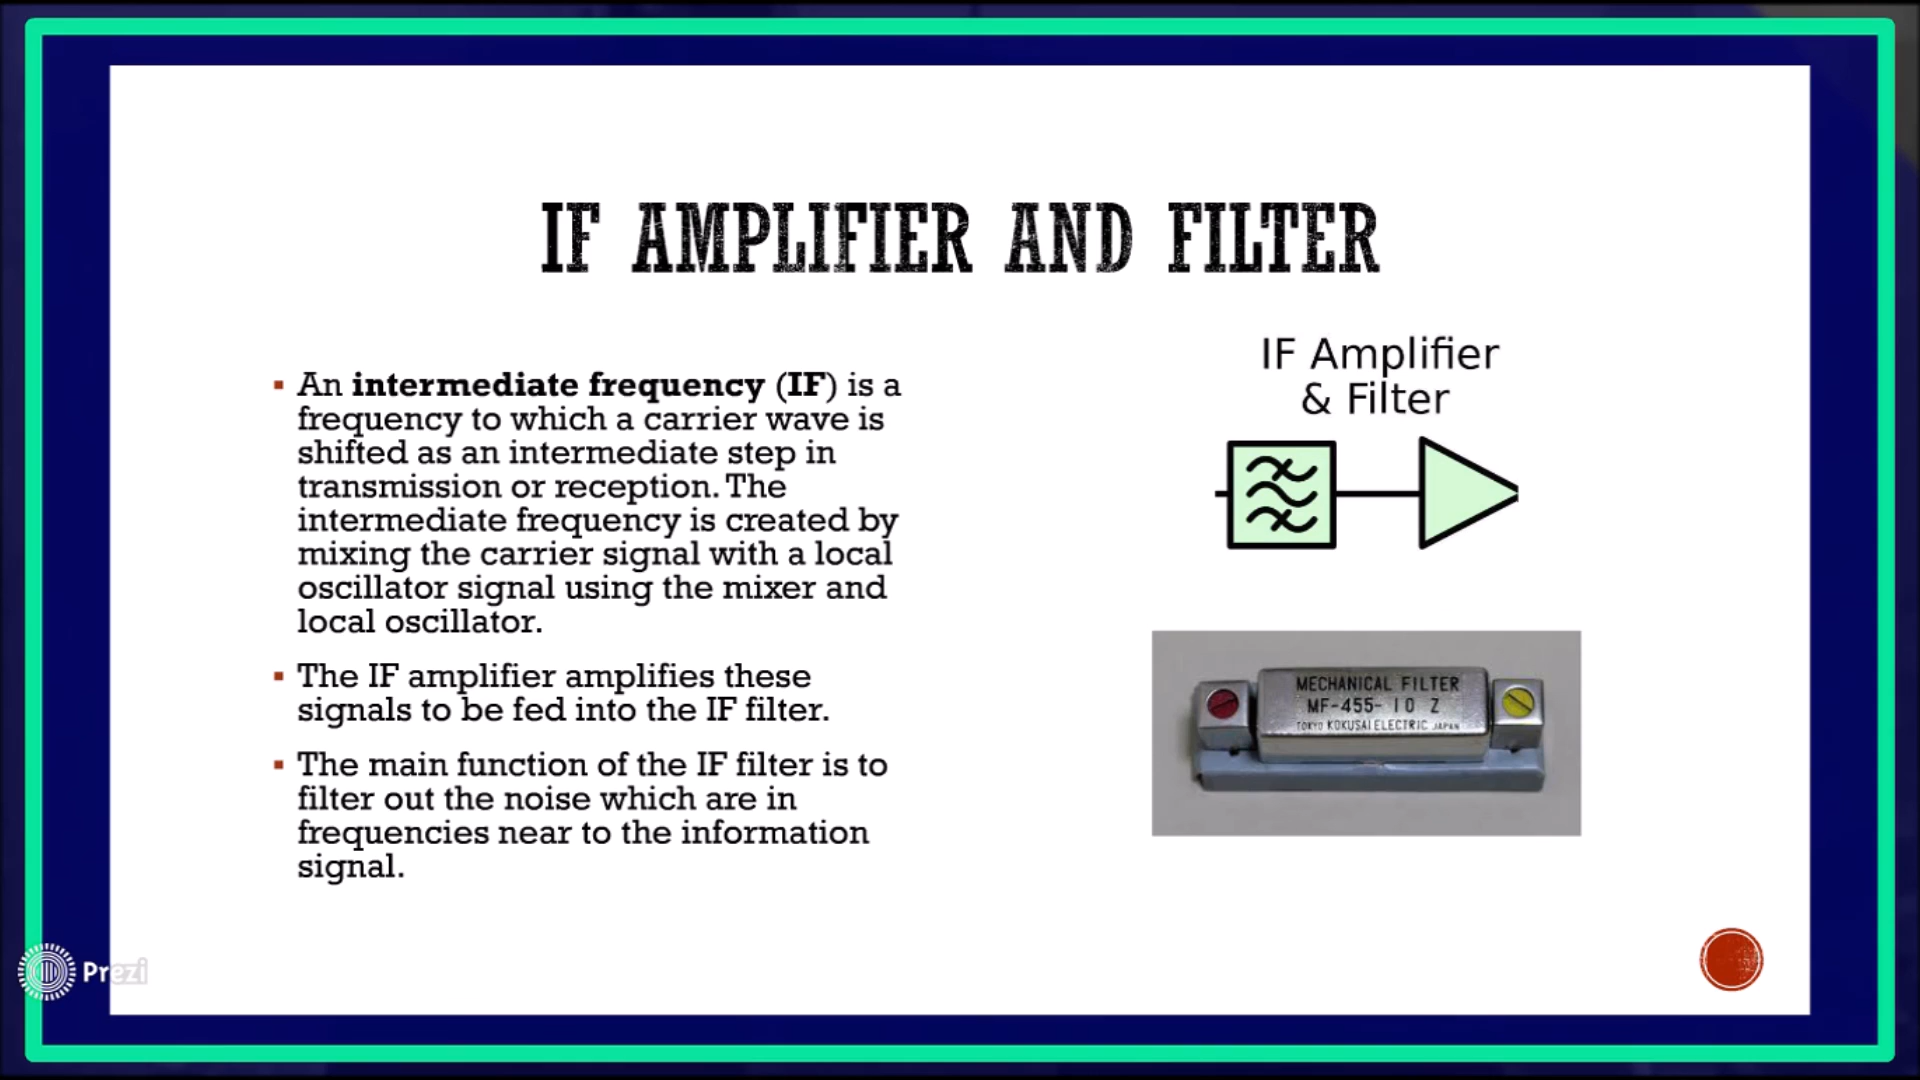 IF AMPLIFIER AND FILTER
An intermediate frequency (IF) is a
frequency to which a carrier wave is
shifted as an intermediate step in
transmission or reception. The
intermediate frequency is created by
mixing the carrier signal with a local
oscillator signal using the mixer and
local oscillator.
The IF amplifier amplifies these
signals to be fed into the IF filter.
The main function of the IF filter is to
filter out the noise which are in
frequencies near to the information
signal.
IF Amplifier
& Filter
MECHANICAL FILTER
MF-455-10 Z
TOKYO KOKUSAI ELECTRIC JAPAN
Prezi